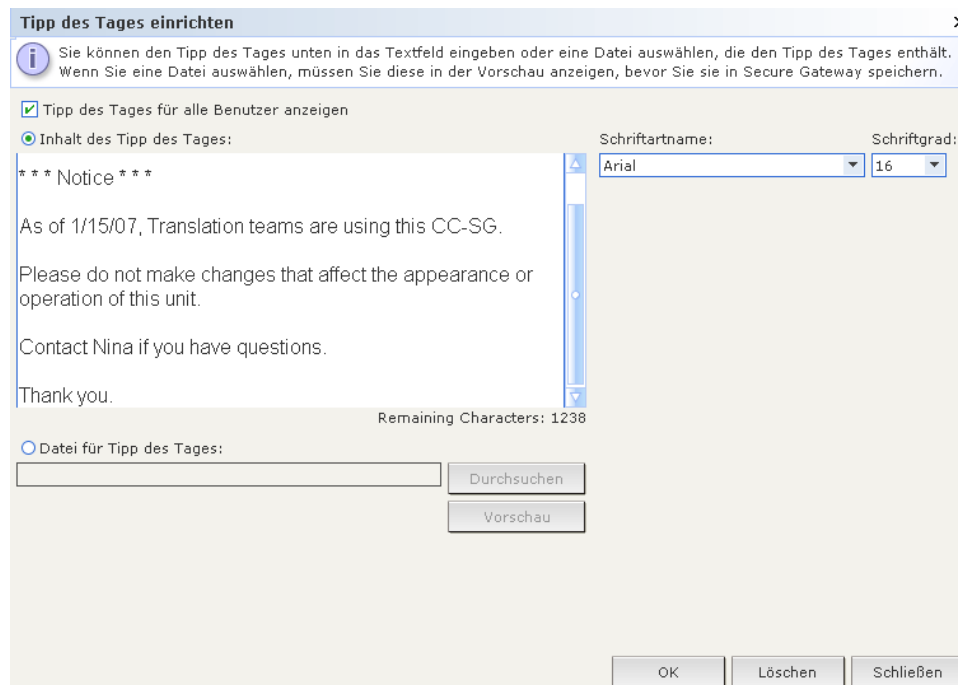 Tipp des Tages einrichten
Sie können den Tipp des Tages unten in das Textfeld eingeben oder eine Datei auswählen, die den Tipp des Tages enthält.
Wenn Sie eine Datei auswählen, müssen Sie diese in der Vorschau anzeigen, bevor Sie sie in Secure Gateway speichern.
Tipp des Tages für alle Benutzer anzeigen
Inhalt des Tipp des Tages:
Schriftartname:
Schriftgrad:
Arial
16
* * * Notice * * *
As of 1/15/07, Translation teams are using this CC-SG.
Please do not make changes that affect the appearance or
operation of this unit.
Contact Nina if you have questions.
Thank you.
Remaining Characters: 1238
Datei für Tipp des Tages:
Durchsuchen
Vorschau
OK
Löschen
Schließen